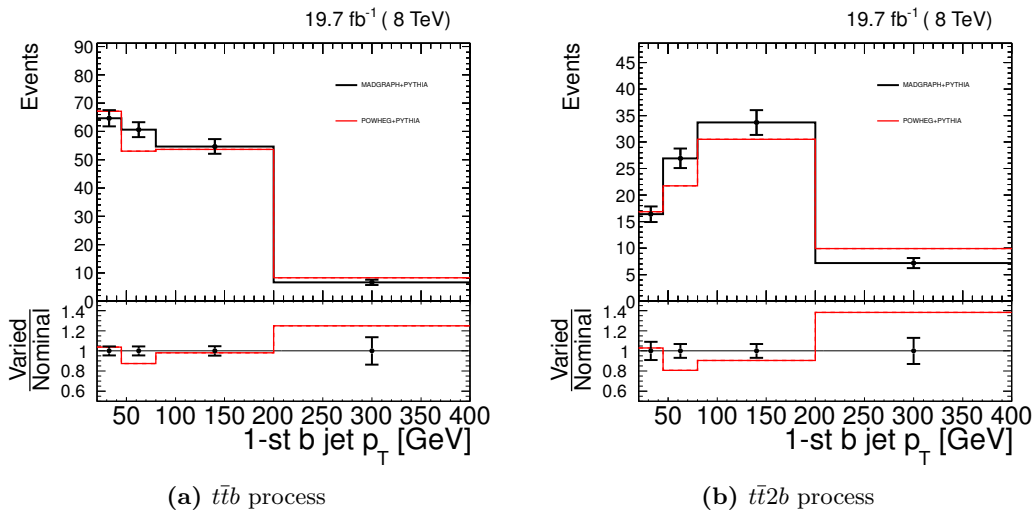 19.7 fb⁻¹ ( 8 TeV)
Events
90
80
70
60
50
40
30
20
10
0
MADGRAPH+PYTHIA
POWHEG+PYTHIA
Varied
Nominal
1.4
1.2
1
0.8
0.6
50 100 150 200 250 300 350 400
1-st b jet p_T [GeV]
(a) tt̄b process
19.7 fb⁻¹ ( 8 TeV)
Events
45
40
35
30
25
20
15
10
5
0
MADGRAPH+PYTHIA
POWHEG+PYTHIA
Varied
Nominal
1.4
1.2
1
0.8
0.6
50 100 150 200 250 300 350 400
1-st b jet p_T [GeV]
(b) tt̄2b process